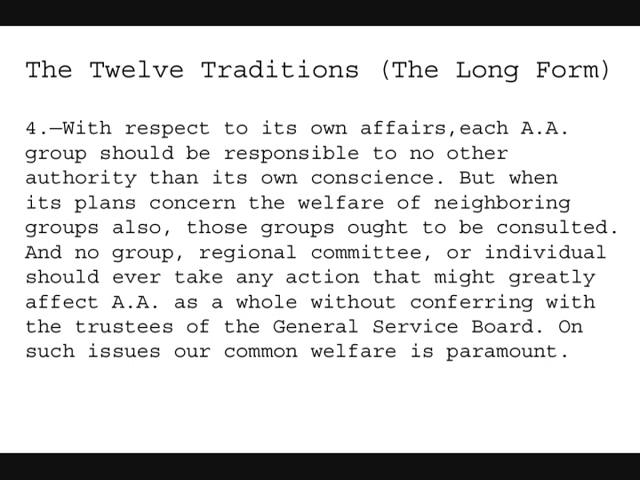 The Twelve Traditions (The Long Form)
4.—With respect to its own affairs,each A.A.
group should be responsible to no other
authority than its own conscience. But when
its plans concern the welfare of neighboring
groups also, those groups ought to be consulted.
And no group, regional committee, or individual
should ever take any action that might greatly
affect A.A. as a whole without conferring with
the trustees of the General Service Board. On
such issues our common welfare is paramount.